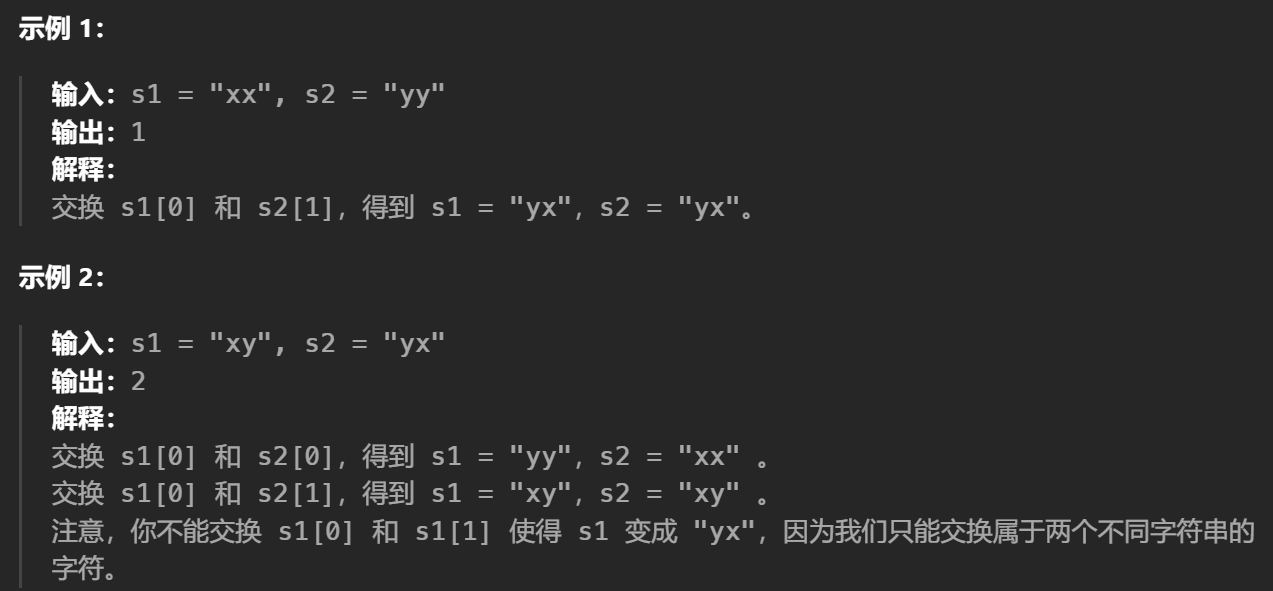 示例 1：
输入：s1 = "xx", s2 = "yy"
输出：1
解释：
交换 s1[0] 和 s2[1]，得到 s1 = "yx"，s2 = "yx"。
示例 2：
输入：s1 = "xy", s2 = "yx"
输出：2
解释：
交换 s1[0] 和 s2[0]，得到 s1 = "yy"，s2 = "xx" 。
交换 s1[0] 和 s2[1]，得到 s1 = "xy"，s2 = "xy" 。
注意，你不能交换 s1[0] 和 s1[1] 使得 s1 变成 "yx"，因为我们只能交换属于两个不同字符串的
字符。